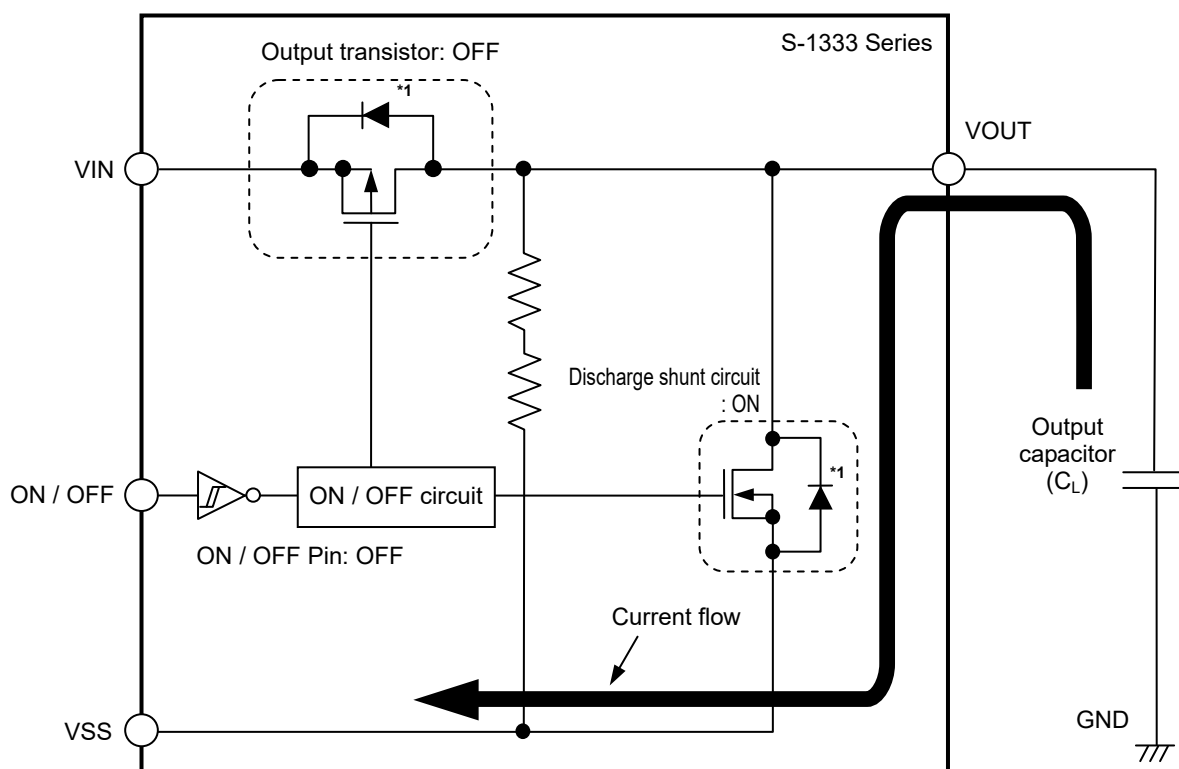 S-1333 Series
Output transistor: OFF
*1
VOUT
VIN
Discharge shunt circuit
: ON
*1
Output
capacitor
(CL)
ON / OFF
ON / OFF circuit
ON / OFF Pin: OFF
Current flow
GND
VSS